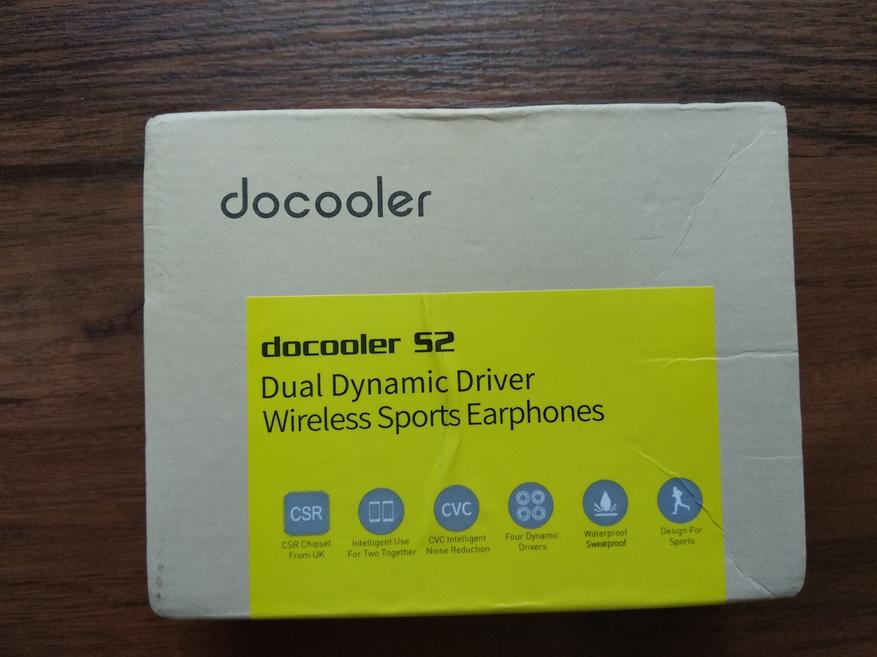 docooler
docooler S2
Dual Dynamic Driver
Wireless Sports Earphones
CSR
CVC
CSR Chipset
From UK
Intelligent Use
For Two Together
CVC Intelligent
Noise Reduction
Four Dynamic
Drivers
Waterproof
Sweatproof
Design For
Sports